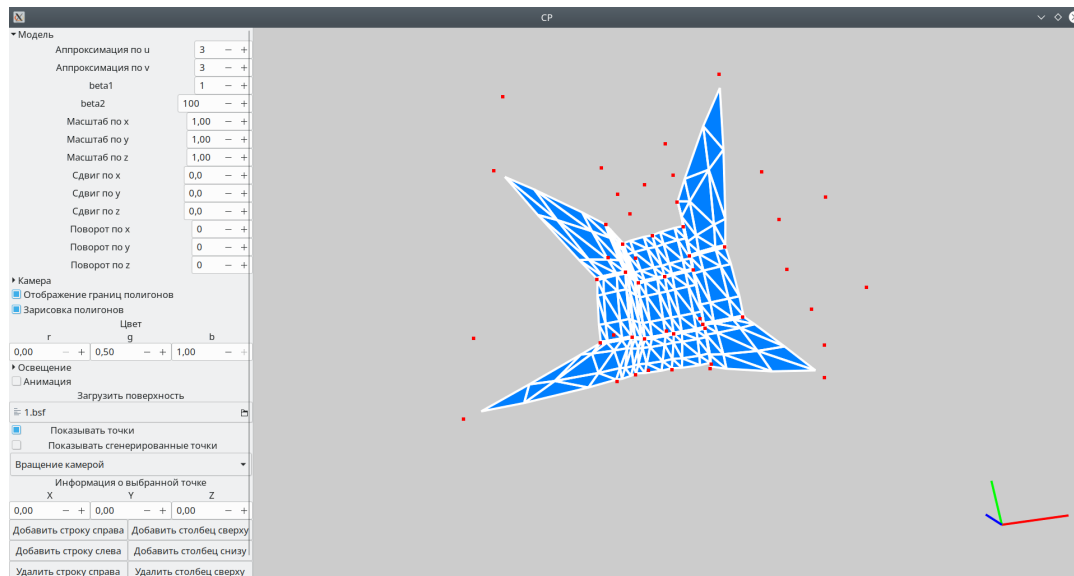 CP
Модель
Аппроксимация по u 3 − +
Аппроксимация по v 3 − +
beta1 1 − +
beta2 100 − +
Масштаб по x 1,00 − +
Масштаб по y 1,00 − +
Масштаб по z 1,00 − +
Сдвиг по x 0,0 − +
Сдвиг по y 0,0 − +
Сдвиг по z 0,0 − +
Поворот по x 0 − +
Поворот по y 0 − +
Поворот по z 0 − +
Камера
Отображение границ полигонов
Зарисовка полигонов
Цвет
r g b
0,00 − + 0,50 − + 1,00 − +
Освещение
Анимация
Загрузить поверхность
1.bsf
Показывать точки
Показывать сгенерированные точки
Вращение камерой
Информация о выбранной точке
X Y Z
0,00 − + 0,00 − + 0,00 − +
Добавить строку справа Добавить столбец сверху
Добавить строку слева Добавить столбец снизу
Удалить строку справа Удалить столбец сверху